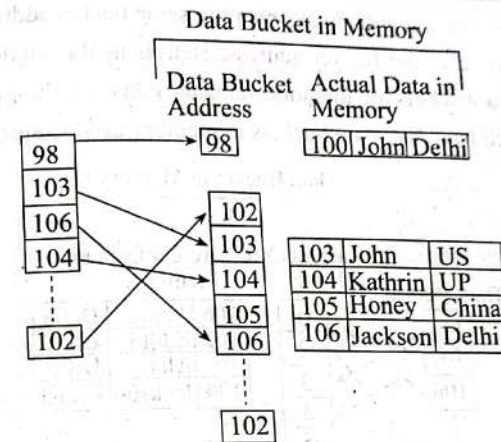 Data Bucket in Memory
Data Bucket Address
Actual Data in Memory
98
103
106
104
102
98
100 John Delhi
102
103
104
105
106
102
103 John US
104 Kathrin UP
105 Honey China
106 Jackson Delhi